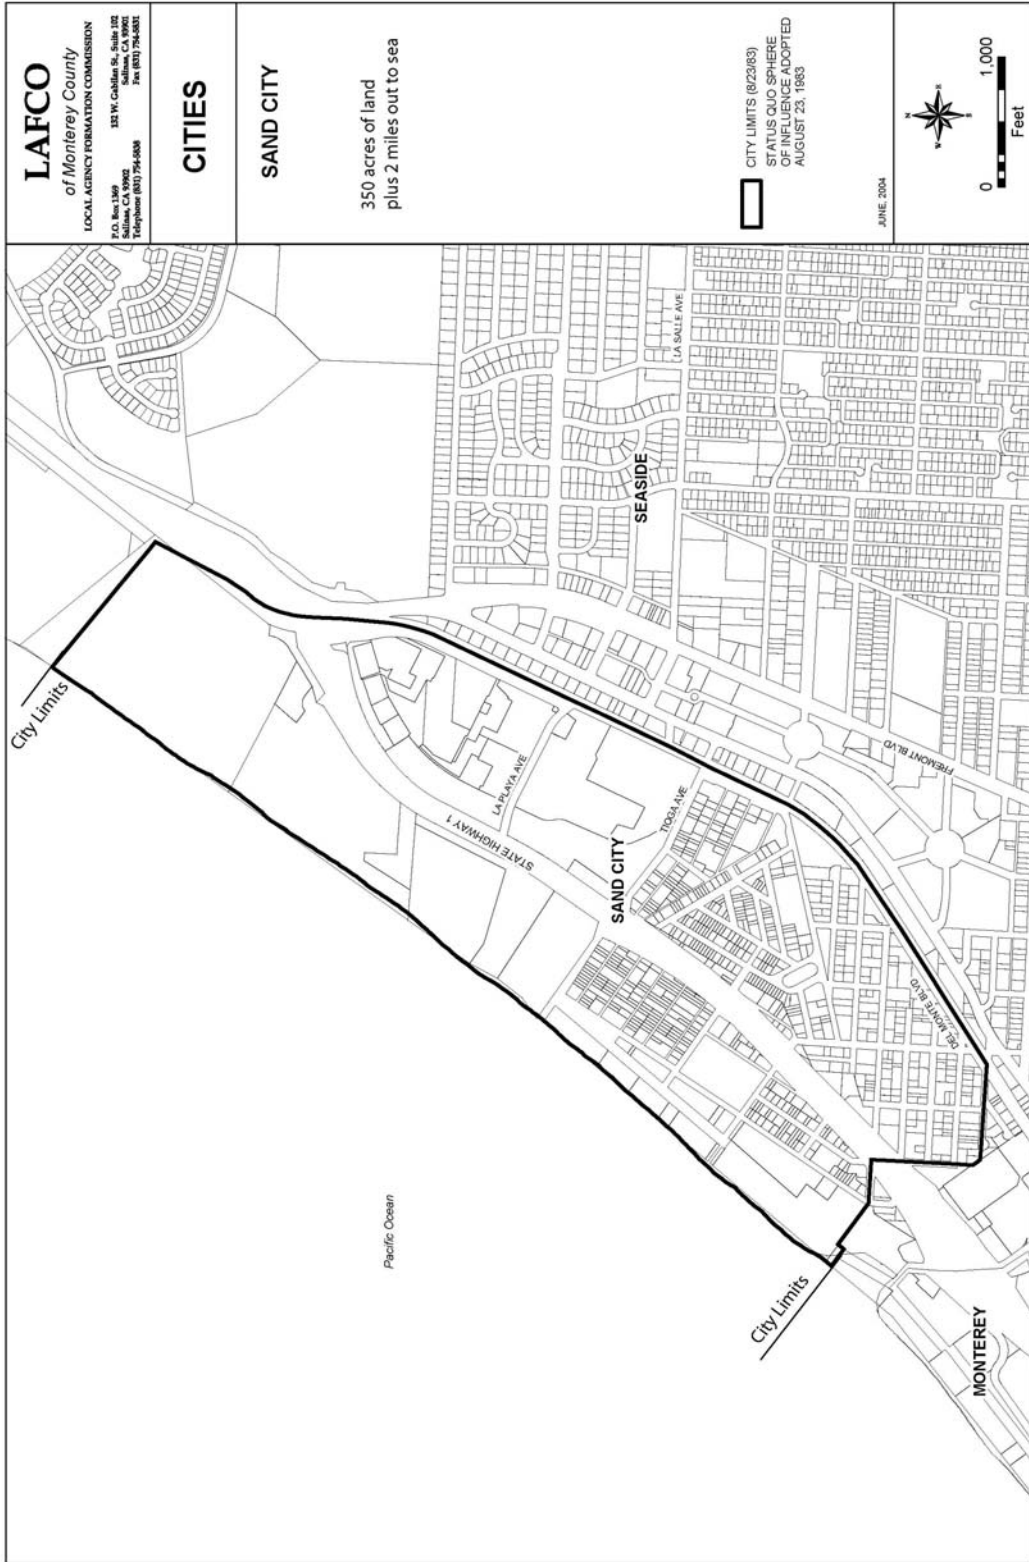 LAFCO
of Monterey County
LOCAL AGENCY FORMATION COMMISSION
P.O. Box 1369
Salinas, CA 93902
Telephone (831) 754-5838
132 W. Gabilan St., Suite 102
Salinas, CA 93901
Fax (831) 754-5831
CITIES
SAND CITY
350 acres of land
plus 2 miles out to sea
CITY LIMITS (8/23/83)
STATUS QUO SPHERE
OF INFLUENCE ADOPTED
AUGUST 23, 1983
JUNE, 2004
N
W
E
S
0
1,000
Feet
City Limits
SEASIDE
LA SALLE AVE
FREMONT BLVD
LA PLAYA AVE
STATE HIGHWAY 1
TIOGA AVE
SAND CITY
DEL MONTE BLVD
Pacific Ocean
City Limits
MONTEREY